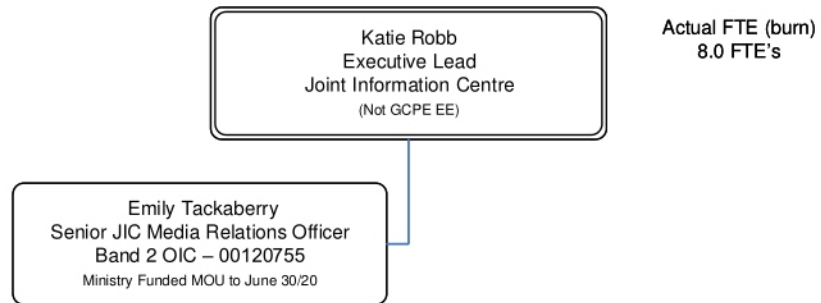 Katie Robb
Executive Lead
Joint Information Centre
(Not GCPE EE)
Actual FTE (burn)
8.0 FTE's
Emily Tackaberry
Senior JIC Media Relations Officer
Band 2 OIC – 00120755
Ministry Funded MOU to June 30/20